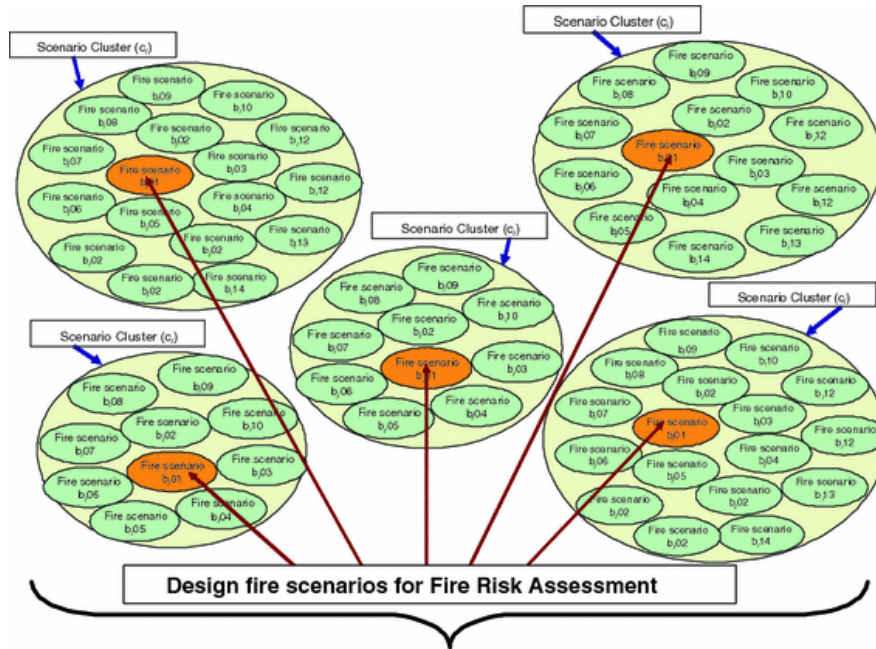 Scenario Cluster (ci)
Fire scenario
bi09
Fire scenario
bi10
Fire scenario
bi08
Fire scenario
bi02
Fire scenario
bi12
Fire scenario
bi07
Fire scenario
bi03
Fire scenario
bi01
Fire scenario
bi12
Fire scenario
bi06
Fire scenario
bi04
Fire scenario
bi05
Fire scenario
bi02
Fire scenario
bi13
Fire scenario
bi02
Fire scenario
bi02
Fire scenario
bi14
Scenario Cluster (ci)
Fire scenario
bi09
Fire scenario
bi08
Fire scenario
bi10
Fire scenario
bi02
Fire scenario
bi12
Fire scenario
bi07
Fire scenario
bi01
Fire scenario
bi03
Fire scenario
bi06
Fire scenario
bi04
Fire scenario
bi12
Fire scenario
bi05
Fire scenario
bi13
Fire scenario
bi14
Scenario Cluster (ci)
Fire scenario
bi09
Fire scenario
bi08
Fire scenario
bi10
Fire scenario
bi02
Fire scenario
bi07
Fire scenario
bi03
Fire scenario
bi01
Fire scenario
bi06
Fire scenario
bi04
Fire scenario
bi05
Scenario Cluster (ci)
Fire scenario
bi09
Fire scenario
bi08
Fire scenario
bi10
Fire scenario
bi02
Fire scenario
bi07
Fire scenario
bi03
Fire scenario
bi01
Fire scenario
bi06
Fire scenario
bi04
Fire scenario
bi05
Scenario Cluster (ci)
Fire scenario
bi09
Fire scenario
bi10
Fire scenario
bi08
Fire scenario
bi02
Fire scenario
bi12
Fire scenario
bi07
Fire scenario
bi03
Fire scenario
bi01
Fire scenario
bi12
Fire scenario
bi06
Fire scenario
bi04
Fire scenario
bi05
Fire scenario
bi13
Fire scenario
bi02
Fire scenario
bi02
Fire scenario
bi02
Fire scenario
bi14
Design fire scenarios for Fire Risk Assessment